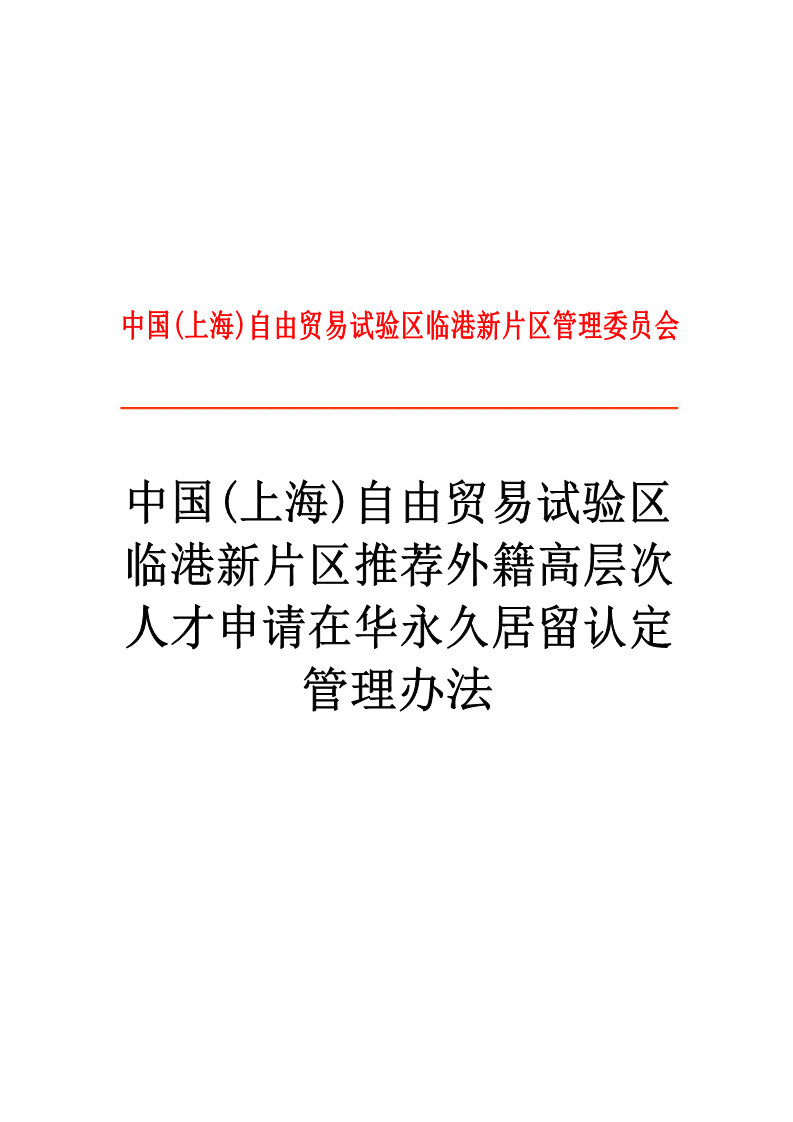 中国(上海)自由贸易试验区临港新片区管理委员会
中国(上海)自由贸易试验区
临港新片区推荐外籍高层次
人才申请在华永久居留认定
管理办法